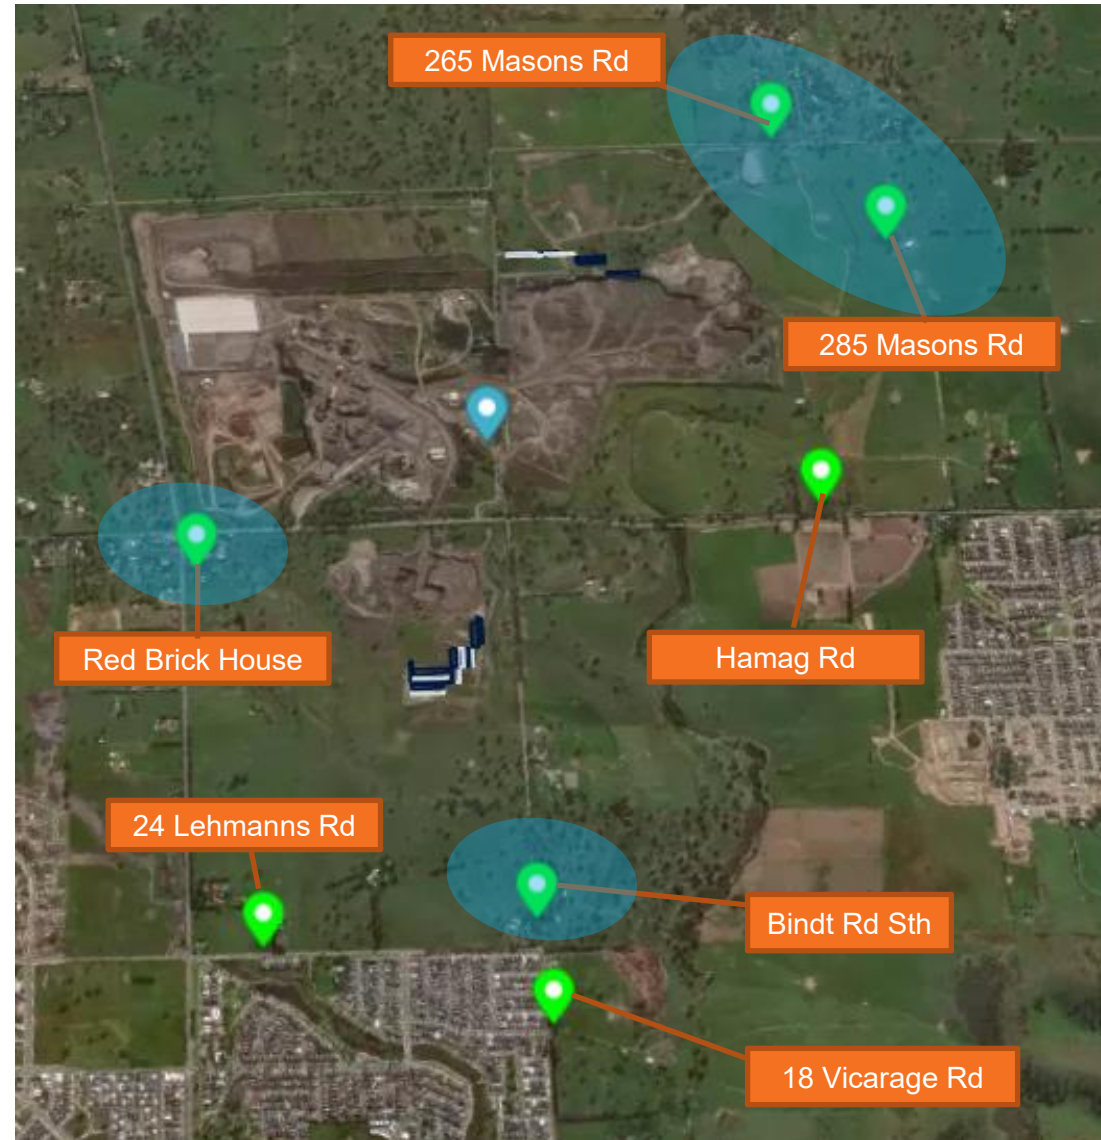 265 Masons Rd
285 Masons Rd
Red Brick House
Hamag Rd
24 Lehmanns Rd
Bindt Rd Sth
18 Vicarage Rd